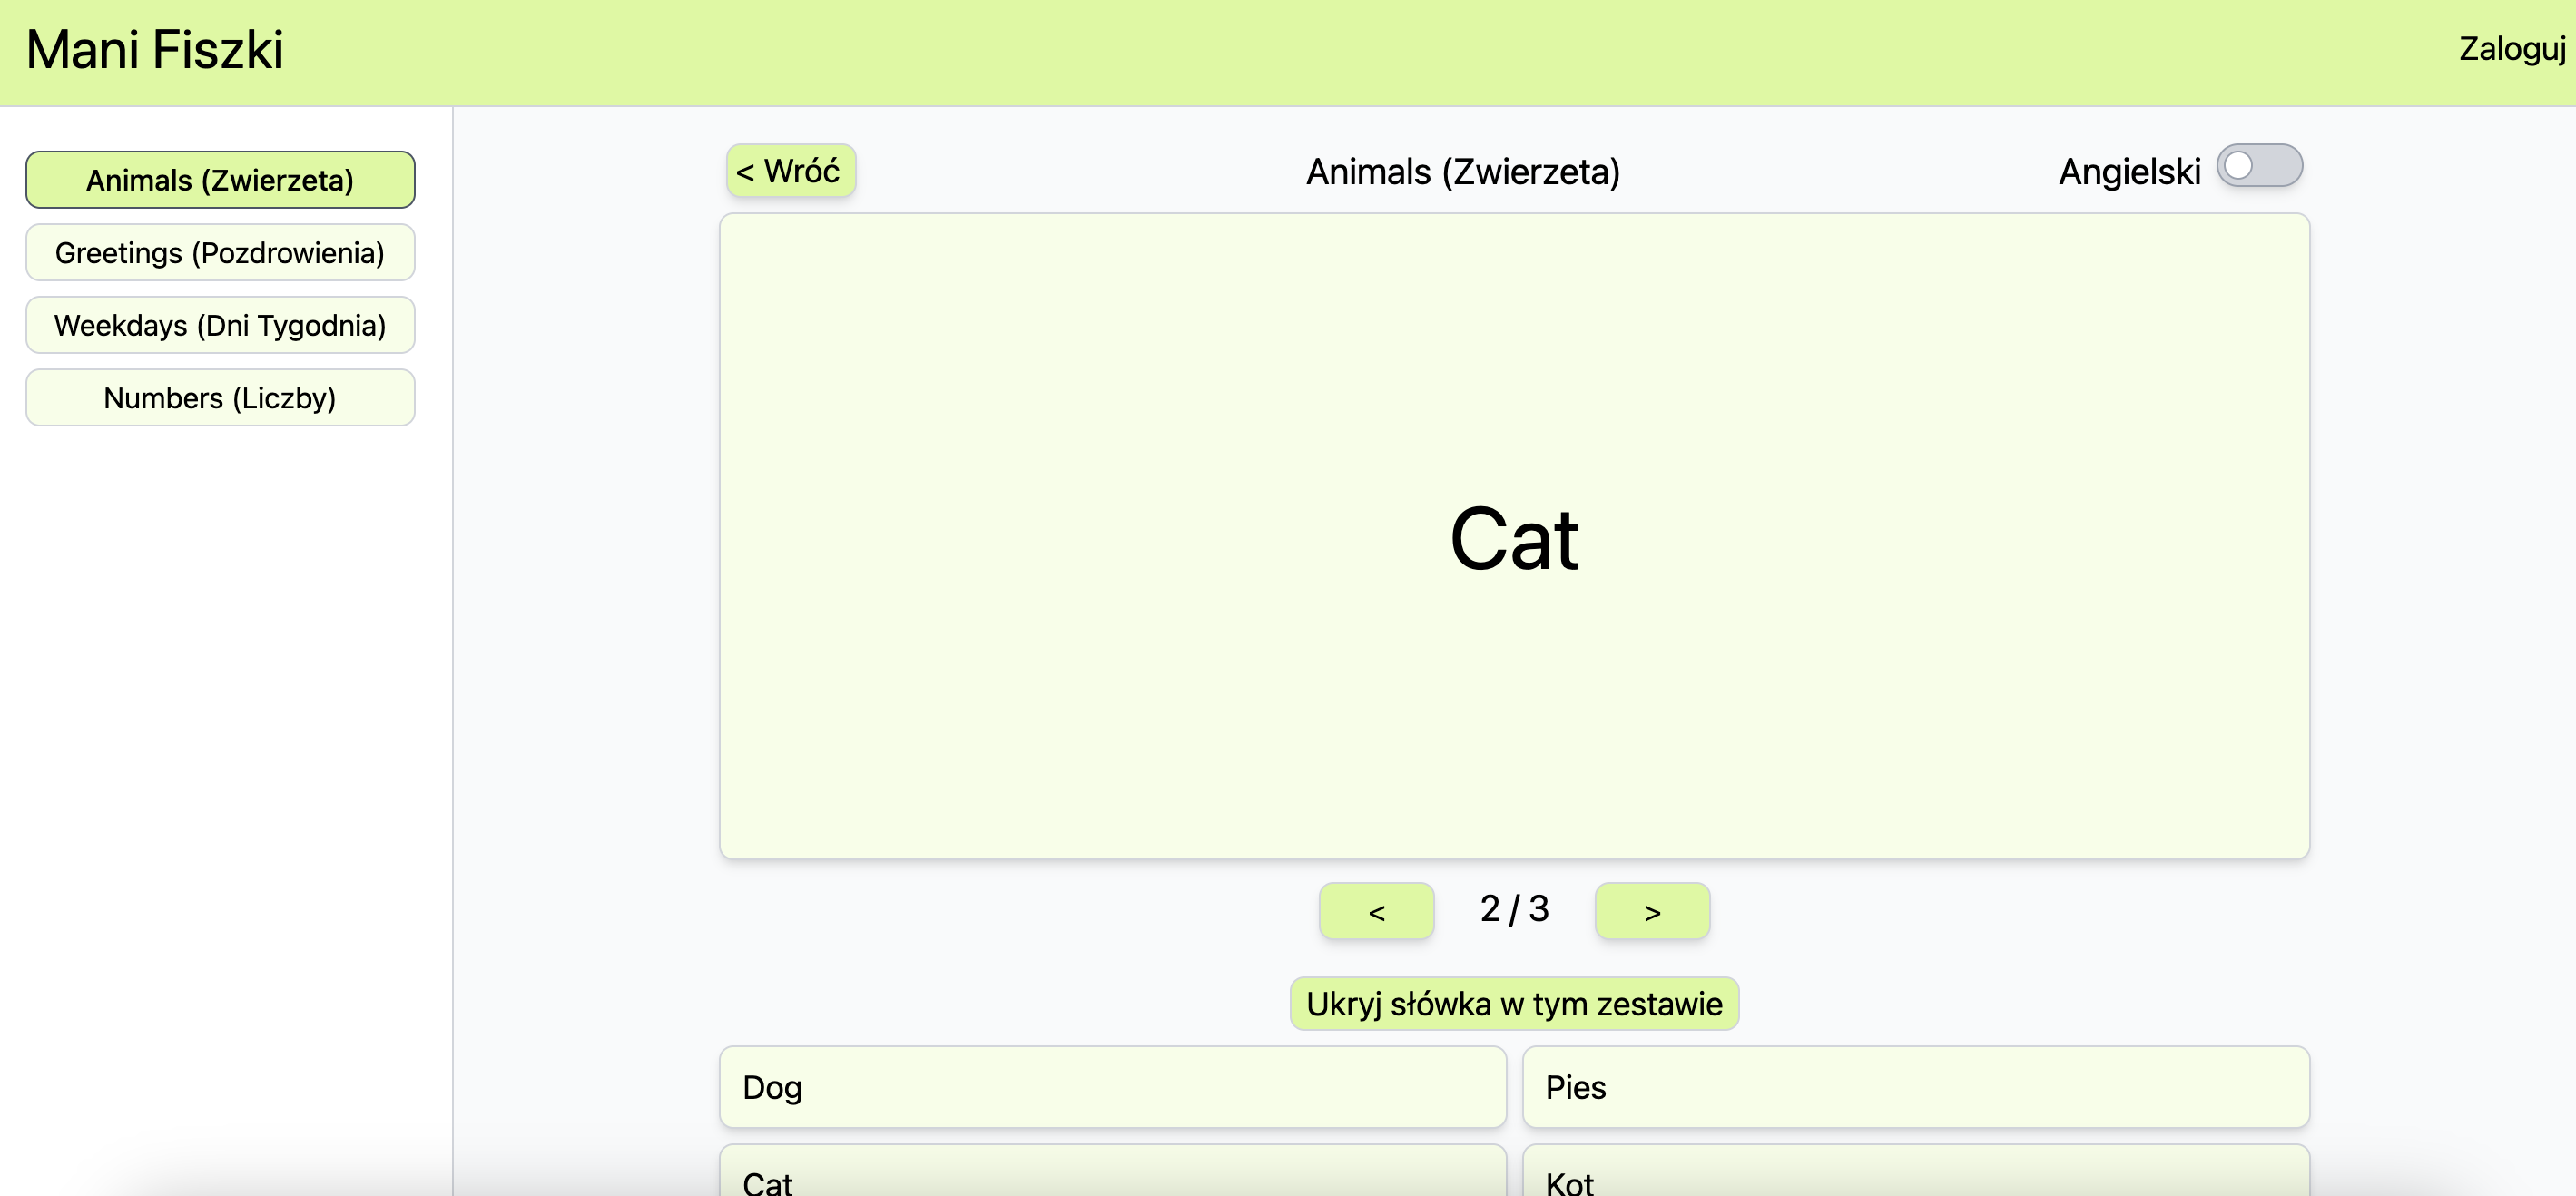 Mani Fiszki
Zaloguj
Animals (Zwierzeta)
Greetings (Pozdrowienia)
Weekdays (Dni Tygodnia)
Numbers (Liczby)
< Wróć
Animals (Zwierzeta)
Angielski
Cat
<
2 / 3
>
Ukryj słówka w tym zestawie
Dog
Pies
Cat
Kot